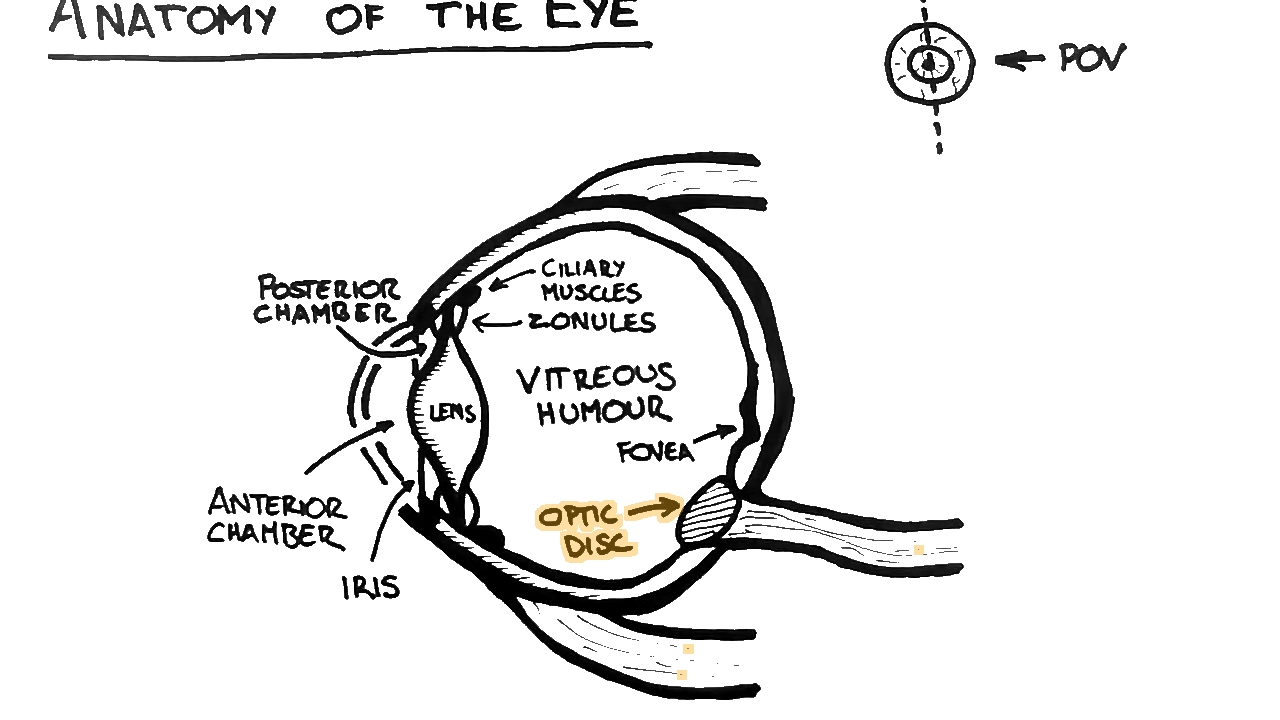 ANATOMY OF THE EYE
POV
CILIARY
MUSCLES
POSTERIOR
CHAMBER
ZONULES
VITREOUS
HUMOUR
LENS
FOVEA
ANTERIOR
CHAMBER
OPTIC
DISC
IRIS